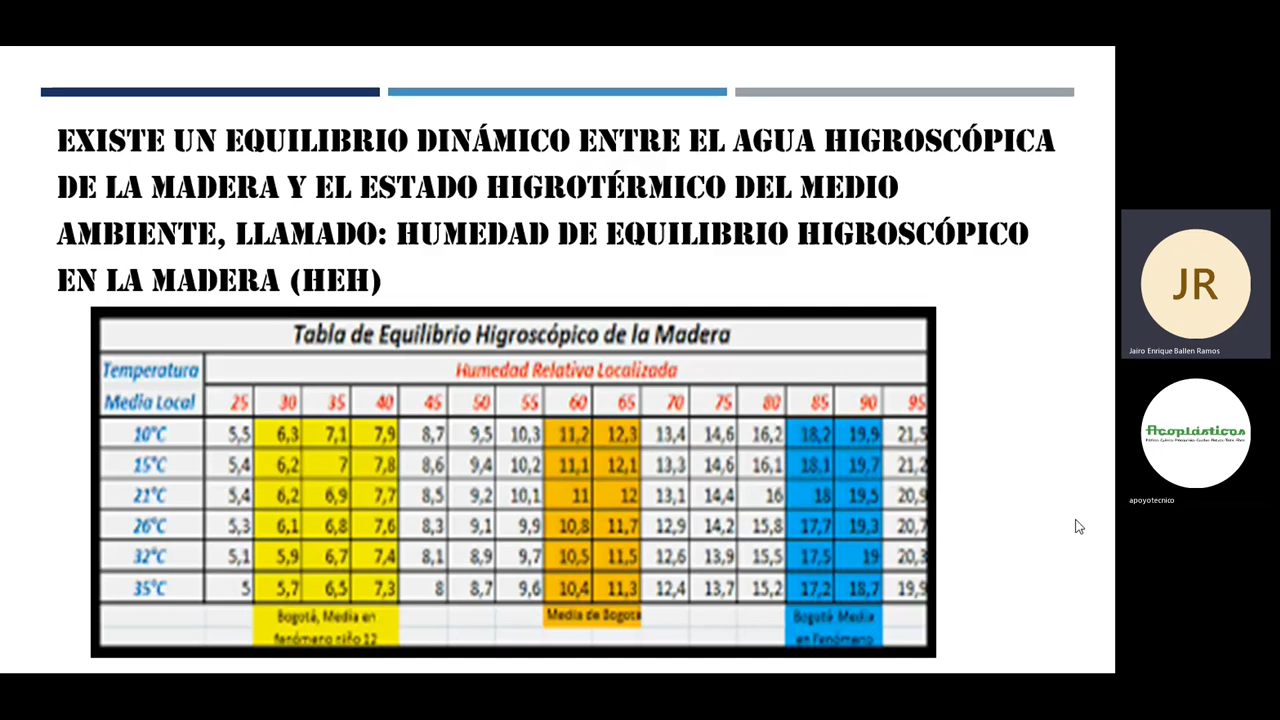 EXISTE UN EQUILIBRIO DINÁMICO ENTRE EL AGUA HIGROSCÓPICA
DE LA MADERA Y EL ESTADO HIGROTÉRMICO DEL MEDIO
AMBIENTE, LLAMADO: HUMEDAD DE EQUILIBRIO HIGROSCÓPICO
EN LA MADERA (HEH)
Tabla de Equilibrio Higroscópico de la Madera
Temperatura Humedad Relativa Localizada
Media Local 25 30 35 40 45 50 55 60 65 70 75 80 85 90 95
10°C 5,5 6,3 7,1 7,9 8,7 9,5 10,3 11,2 12,3 13,4 14,6 16,2 18,2 19,9 21,5
15°C 5,4 6,2 7 7,8 8,6 9,4 10,2 11,1 12,1 13,3 14,6 16,1 18,1 19,7 21,2
21°C 5,4 6,2 6,9 7,7 8,5 9,2 10,1 11 12 13,1 14,4 16 18 19,5 20,9
26°C 5,3 6,1 6,8 7,6 8,3 9,1 9,9 10,8 11,7 12,9 14,2 15,8 17,7 19,3 20,7
32°C 5,1 5,9 6,7 7,4 8,1 8,9 9,7 10,5 11,5 12,6 13,9 15,5 17,5 19 20,3
35°C 5 5,7 6,5 7,3 8 8,7 9,6 10,4 11,3 12,4 13,7 15,2 17,2 18,7 19,9
Bogotá, Media en Media de Bogota Bogotá Media
fenómeno niño 12 en Fenómeno
JR
Jairo Enrique Ballen Ramos
Acoplásticos
apoyotecnico